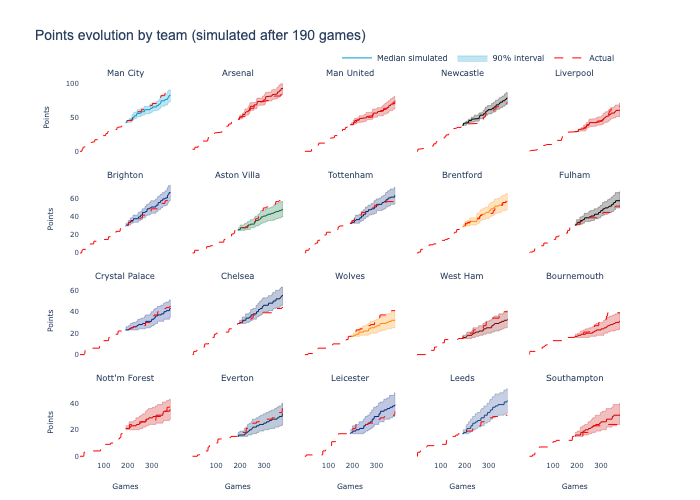 Points evolution by team (simulated after 190 games)
Median simulated 90% interval Actual
Man City Arsenal Man United Newcastle Liverpool
100
50
0
Points
Brighton Aston Villa Tottenham Brentford Fulham
60
40
20
0
Points
Crystal Palace Chelsea Wolves West Ham Bournemouth
60
40
20
0
Points
Nott'm Forest Everton Leicester Leeds Southampton
40
20
0
Points
100 200 300 100 200 300 100 200 300 100 200 300 100 200 300
Games Games Games Games Games